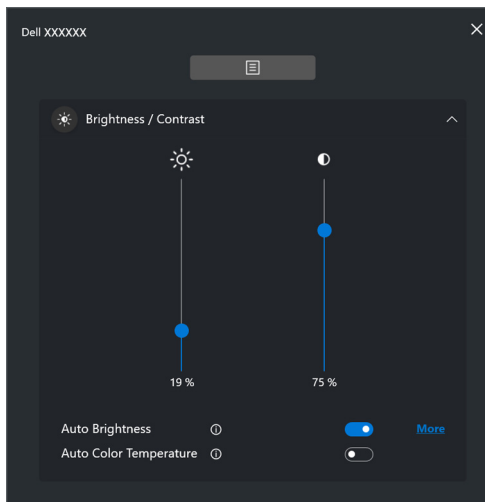 Dell XXXXXX
Brightness / Contrast
19 %
75 %
Auto Brightness
More
Auto Color Temperature